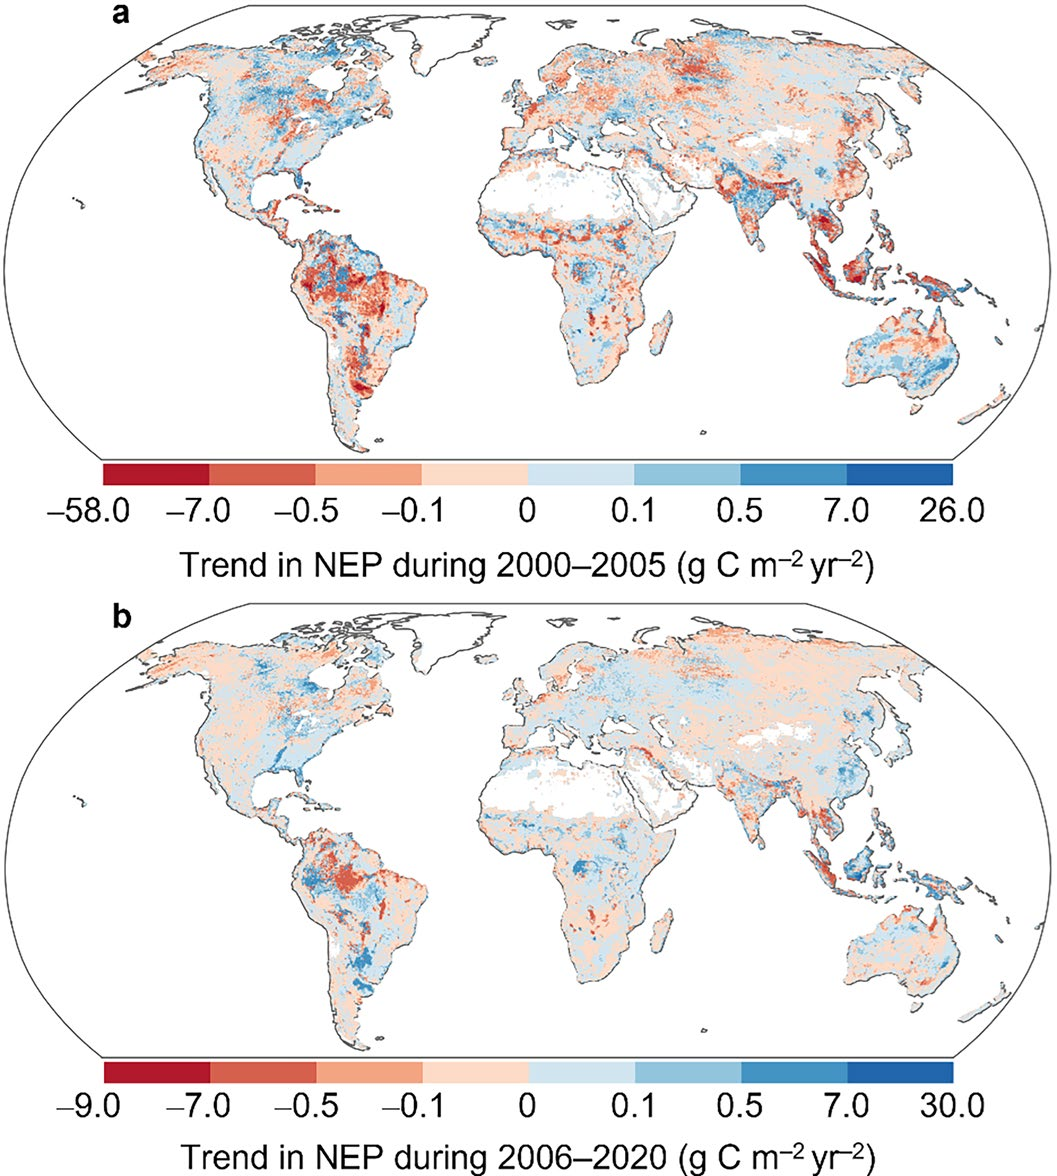 a
−58.0 −7.0 −0.5 −0.1 0 0.1 0.5 7.0 26.0
Trend in NEP during 2000–2005 (g C m⁻² yr⁻²)
b
−9.0 −7.0 −0.5 −0.1 0 0.1 0.5 7.0 30.0
Trend in NEP during 2006–2020 (g C m⁻² yr⁻²)